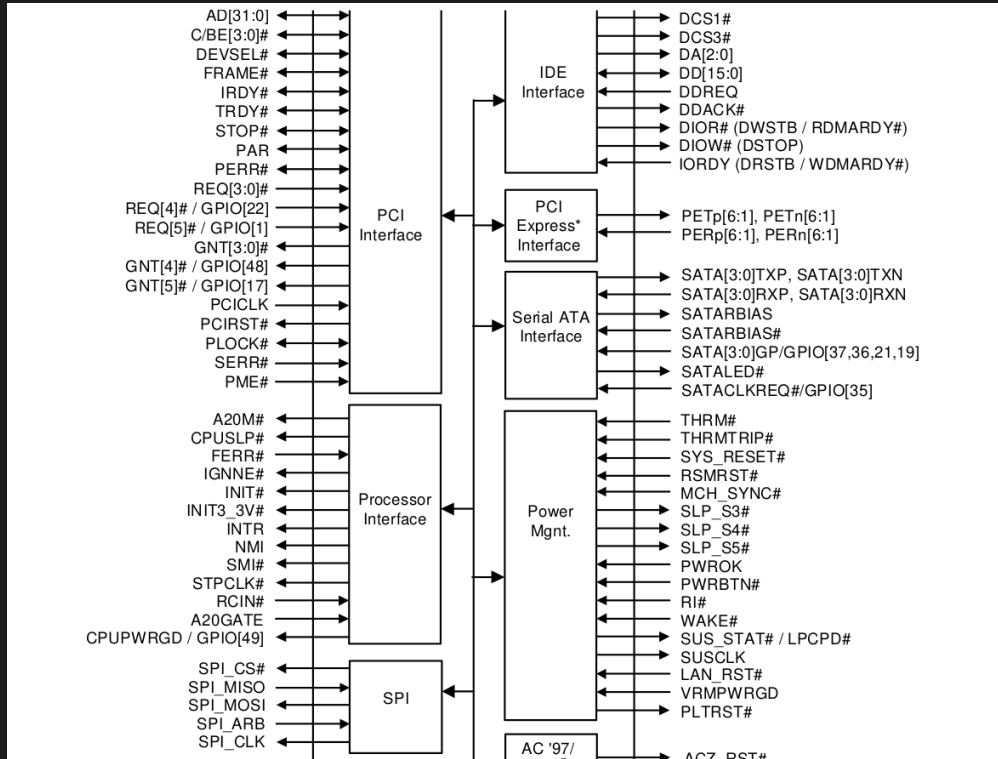 AD[31:0]
C/BE[3:0]#
DEVSEL#
FRAME#
IRDY#
TRDY#
STOP#
PAR
PERR#
REQ[3:0]#
REQ[4]# / GPIO[22]
REQ[5]# / GPIO[1]
GNT[3:0]#
GNT[4]# / GPIO[48]
GNT[5]# / GPIO[17]
PCICLK
PCIRST#
PLOCK#
SERR#
PME#
PCI
Interface
A20M#
CPUSLP#
FERR#
IGNNE#
INIT#
INIT3_3V#
INTR
NMI
SMI#
STPCLK#
RCIN#
A20GATE
CPUPWRGD / GPIO[49]
Processor
Interface
SPI_CS#
SPI_MISO
SPI_MOSI
SPI_ARB
SPI_CLK
SPI
IDE
Interface
DCS1#
DCS3#
DA[2:0]
DD[15:0]
DDREQ
DDACK#
DIOR# (DWSTB / RDMARDY#)
DIOW# (DSTOP)
IORDY (DRSTB / WDMARDY#)
PCI
Express*
Interface
PETp[6:1], PETn[6:1]
PERp[6:1], PERn[6:1]
Serial ATA
Interface
SATA[3:0]TXP, SATA[3:0]TXN
SATA[3:0]RXP, SATA[3:0]RXN
SATARBIAS
SATARBIAS#
SATA[3:0]GP/GPIO[37,36,21,19]
SATALED#
SATACLKREQ#/GPIO[35]
Power
Mgnt.
THRM#
THRMTRIP#
SYS_RESET#
RSMRST#
MCH_SYNC#
SLP_S3#
SLP_S4#
SLP_S5#
PWROK
PWRBTN#
RI#
WAKE#
SUS_STAT# / LPCPD#
SUSCLK
LAN_RST#
VRMPWRGD
PLTRST#
AC '97/
ACZ_RST#